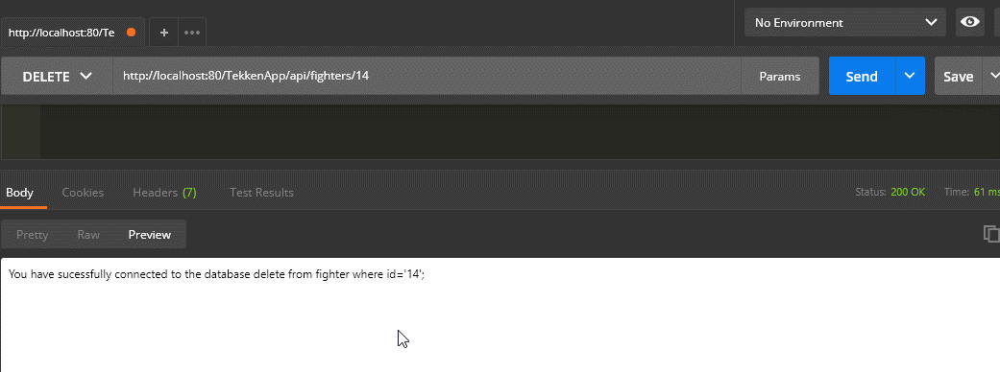 http://localhost:80/Te
+
•••
No Environment
DELETE
http://localhost:80/TekkenApp/api/fighters/14
Params
Send
Save
Body
Cookies
Headers (7)
Test Results
Status: 200 OK
Time: 61 ms
Pretty
Raw
Preview
You have sucessfully connected to the database delete from fighter where id='14';